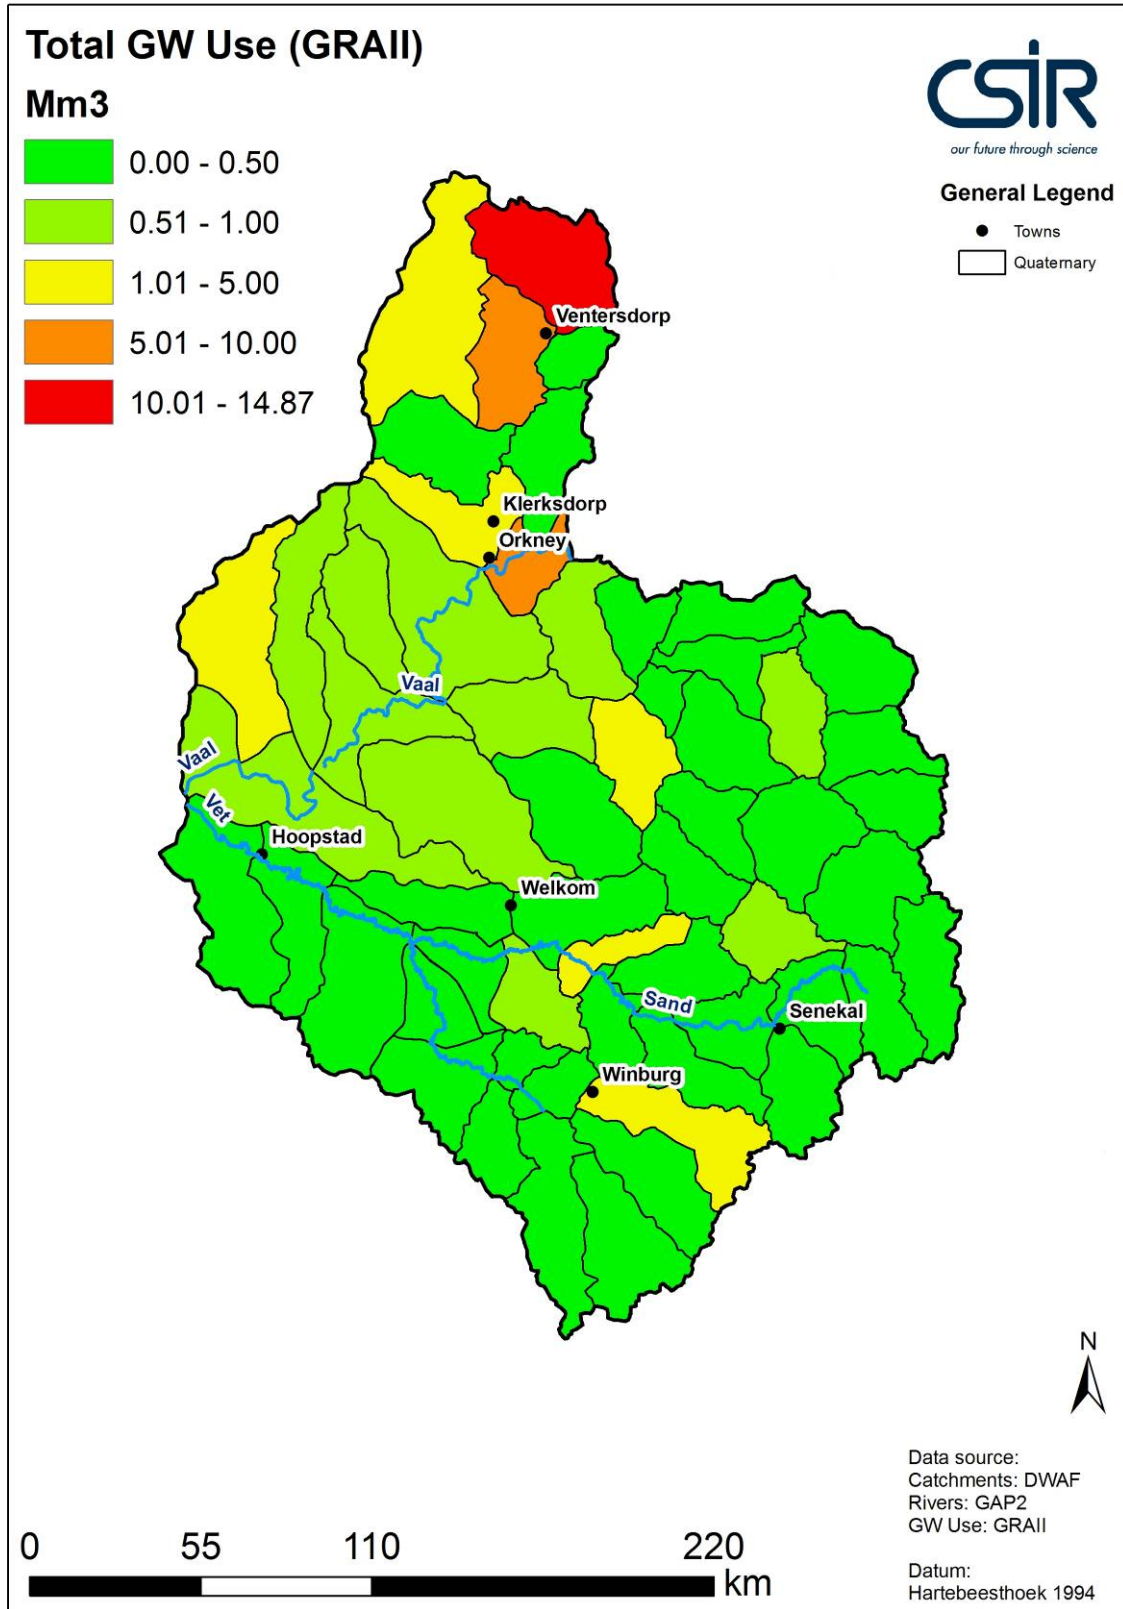 Total GW Use (GRAII)
Mm3
0.00 - 0.50
0.51 - 1.00
1.01 - 5.00
5.01 - 10.00
10.01 - 14.87
CSIR
our future through science
General Legend
Towns
Quaternary
Ventersdorp
Klerksdorp
Orkney
Vaal
Vaal
Vet
Hoopstad
Welkom
Sand
Senekal
Winburg
N
Data source:
Catchments: DWAF
Rivers: GAP2
GW Use: GRAII
Datum:
Hartebeesthoek 1994
0 55 110 220
km